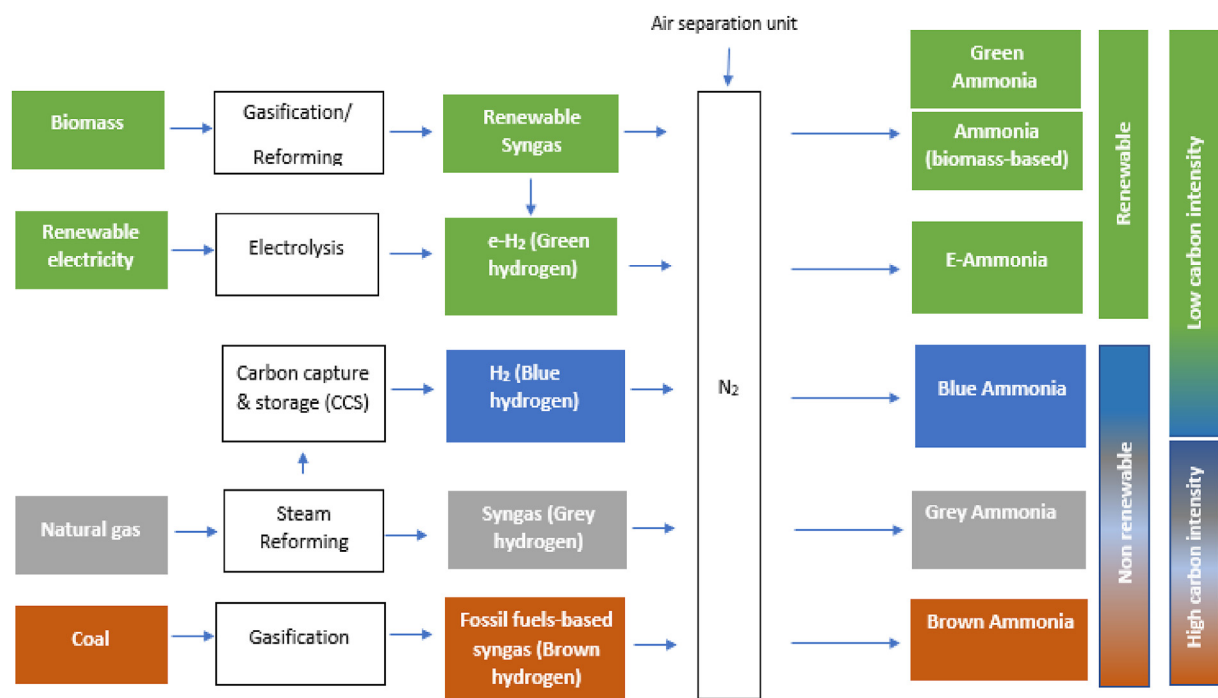 Air separation unit
Biomass
Gasification/
Reforming
Renewable
Syngas
Green
Ammonia
Ammonia
(biomass-based)
Renewable
electricity
Electrolysis
e-H₂ (Green
hydrogen)
E-Ammonia
Carbon capture
& storage (CCS)
H₂ (Blue
hydrogen)
N₂
Blue Ammonia
Natural gas
Steam
Reforming
Syngas (Grey
hydrogen)
Grey Ammonia
Coal
Gasification
Fossil fuels-based
syngas (Brown
hydrogen)
Brown Ammonia
Renewable
Non renewable
Low carbon intensity
High carbon intensity